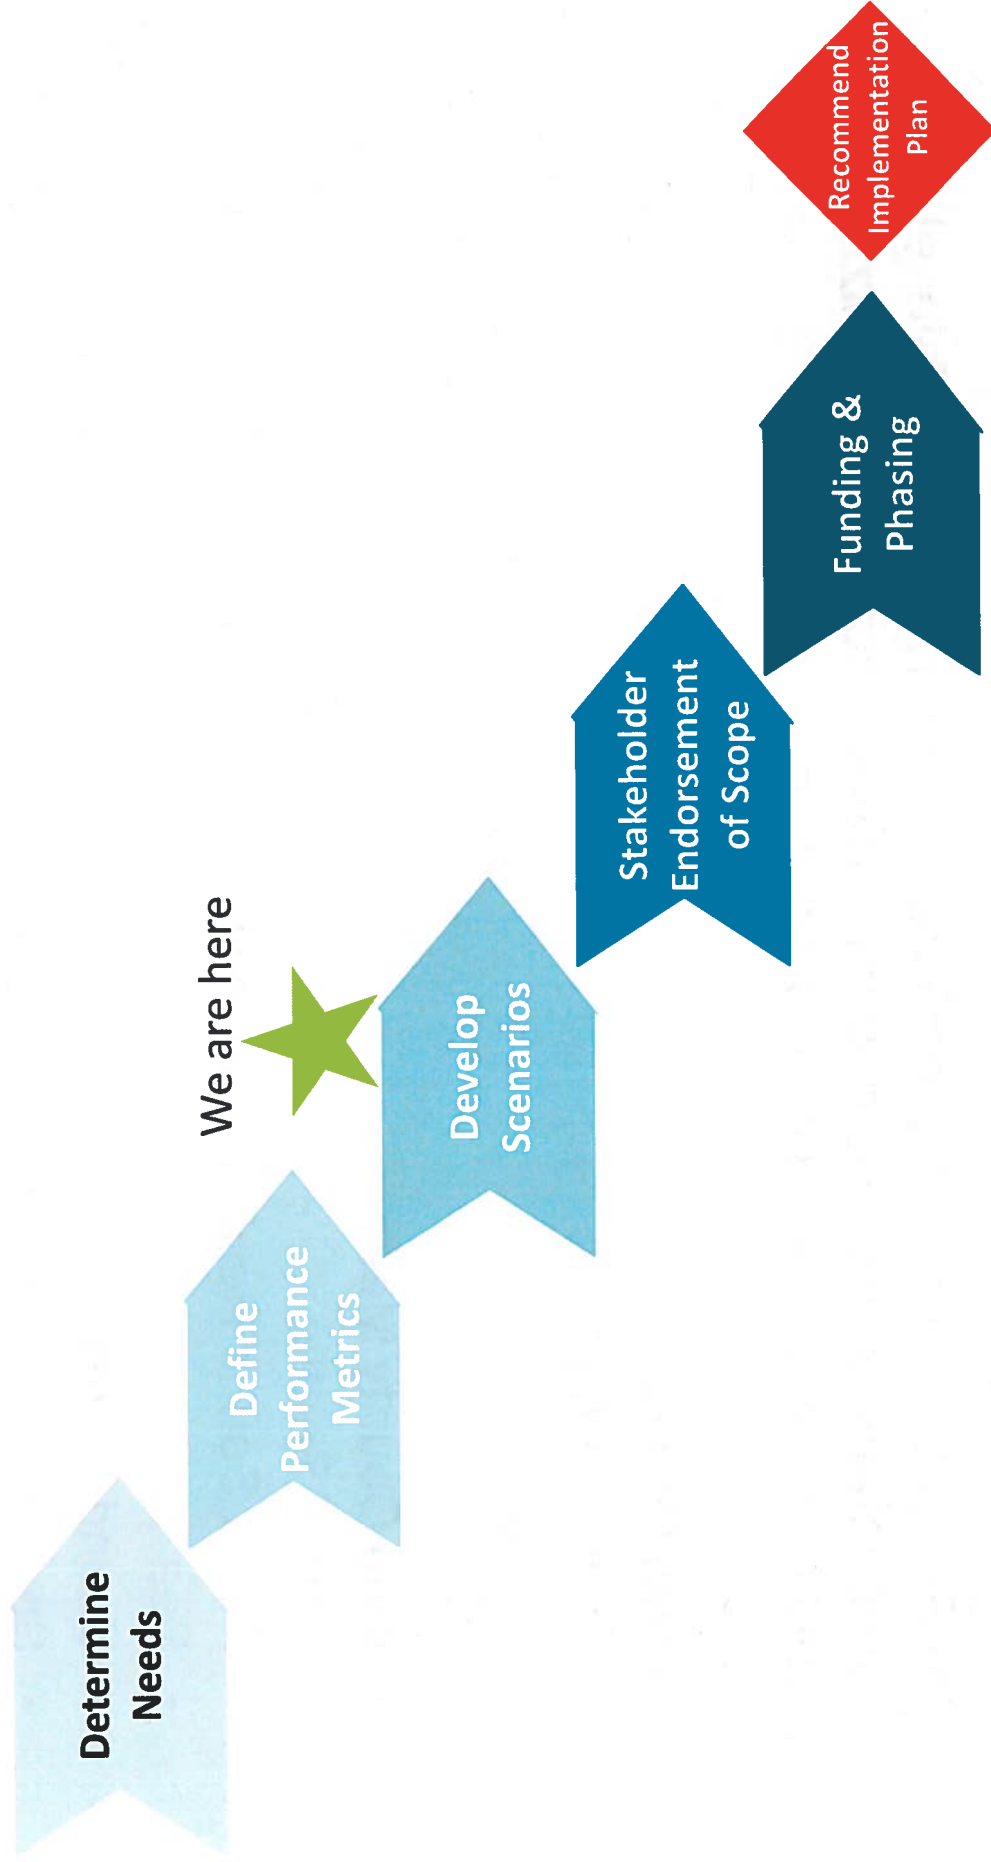 Determine
Needs
Define
Performance
Metrics
We are here
Develop
Scenarios
Stakeholder
Endorsement
of Scope
Funding &
Phasing
Recommend
Implementation
Plan